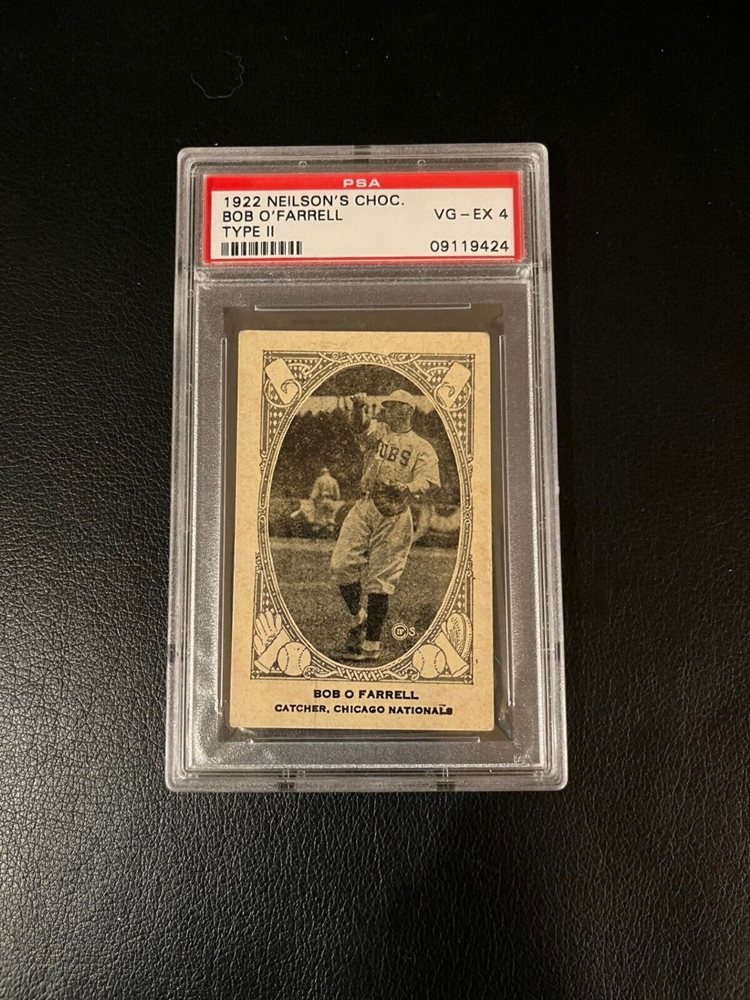 PSA
1922 NEILSON'S CHOC.
BOB O'FARRELL VG-EX 4
TYPE II
09119424
CUBS
BOB O FARRELL
CATCHER, CHICAGO NATIONALS